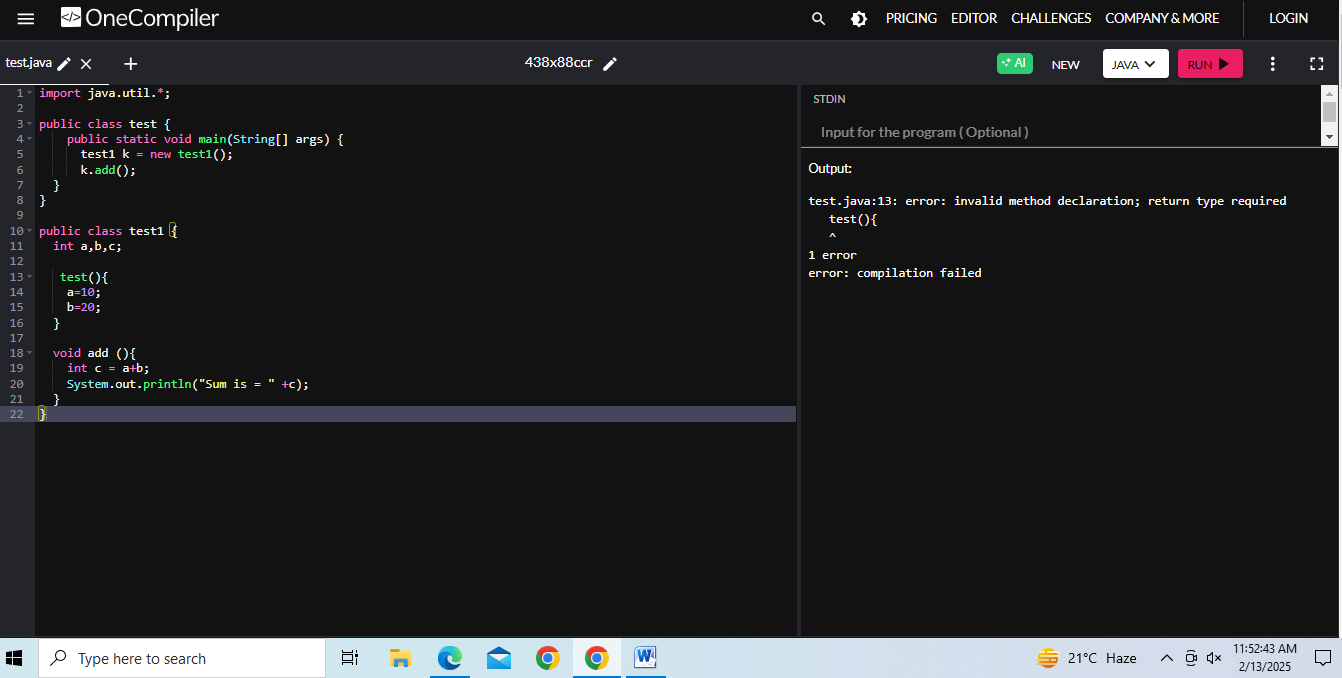 </> OneCompiler
PRICING EDITOR CHALLENGES COMPANY & MORE LOGIN
test.java
438x88ccr
AI NEW JAVA RUN
1 import java.util.*;
2
3 public class test {
4 public static void main(String[] args) {
5 test1 k = new test1();
6 k.add();
7 }
8 }
9
10 public class test1 {
11 int a,b,c;
12
13 test(){
14 a=10;
15 b=20;
16 }
17
18 void add (){
19 int c = a+b;
20 System.out.println("Sum is = " +c);
21 }
22 }
STDIN
Input for the program ( Optional )
Output:
test.java:13: error: invalid method declaration; return type required
test(){
^
1 error
error: compilation failed
Type here to search
W
21°C Haze
11:52:43 AM
2/13/2025